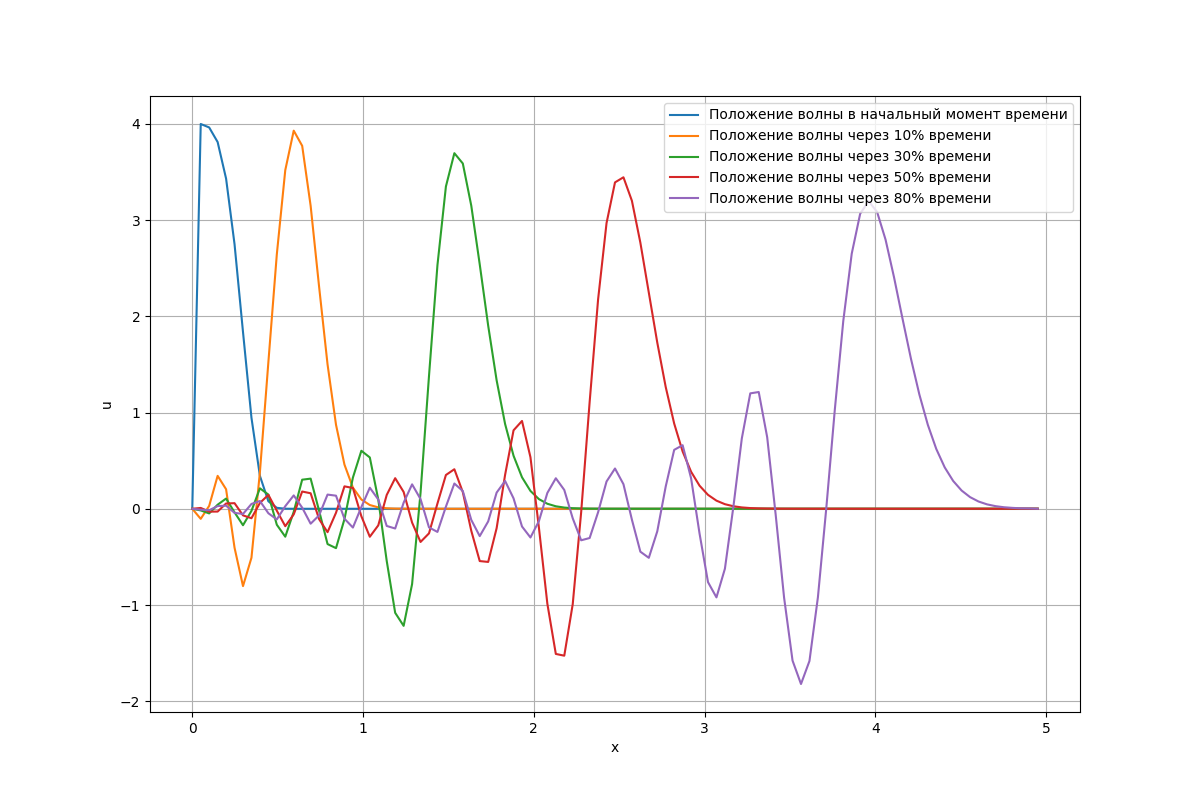 Положение волны в начальный момент времени
Положение волны через 10% времени
Положение волны через 30% времени
Положение волны через 50% времени
Положение волны через 80% времени
4
3
2
1
0
−1
−2
u
0 1 2 3 4 5
x